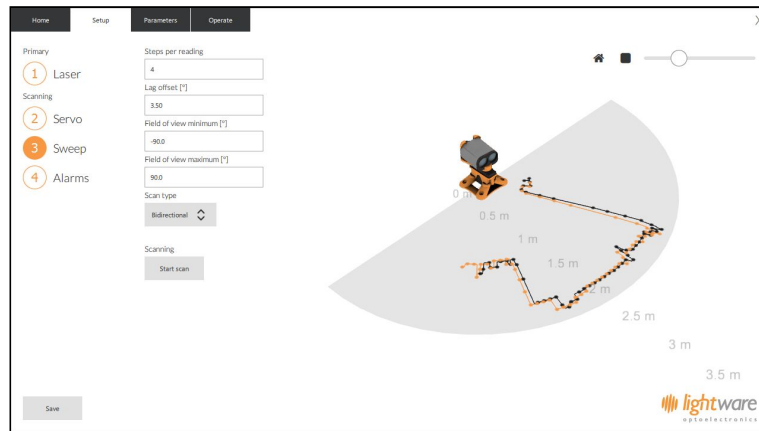 Home
Setup
Parameters
Operate
Primary
1 Laser
Scanning
2 Servo
3 Sweep
4 Alarms
Save
Steps per reading
4
Lag offset [°]
3.50
Field of view minimum [°]
-90.0
Field of view maximum [°]
90.0
Scan type
Bidirectional
Scanning
Start scan
0 m
0.5 m
1 m
1.5 m
2 m
2.5 m
3 m
3.5 m
lightware
optoelectronics